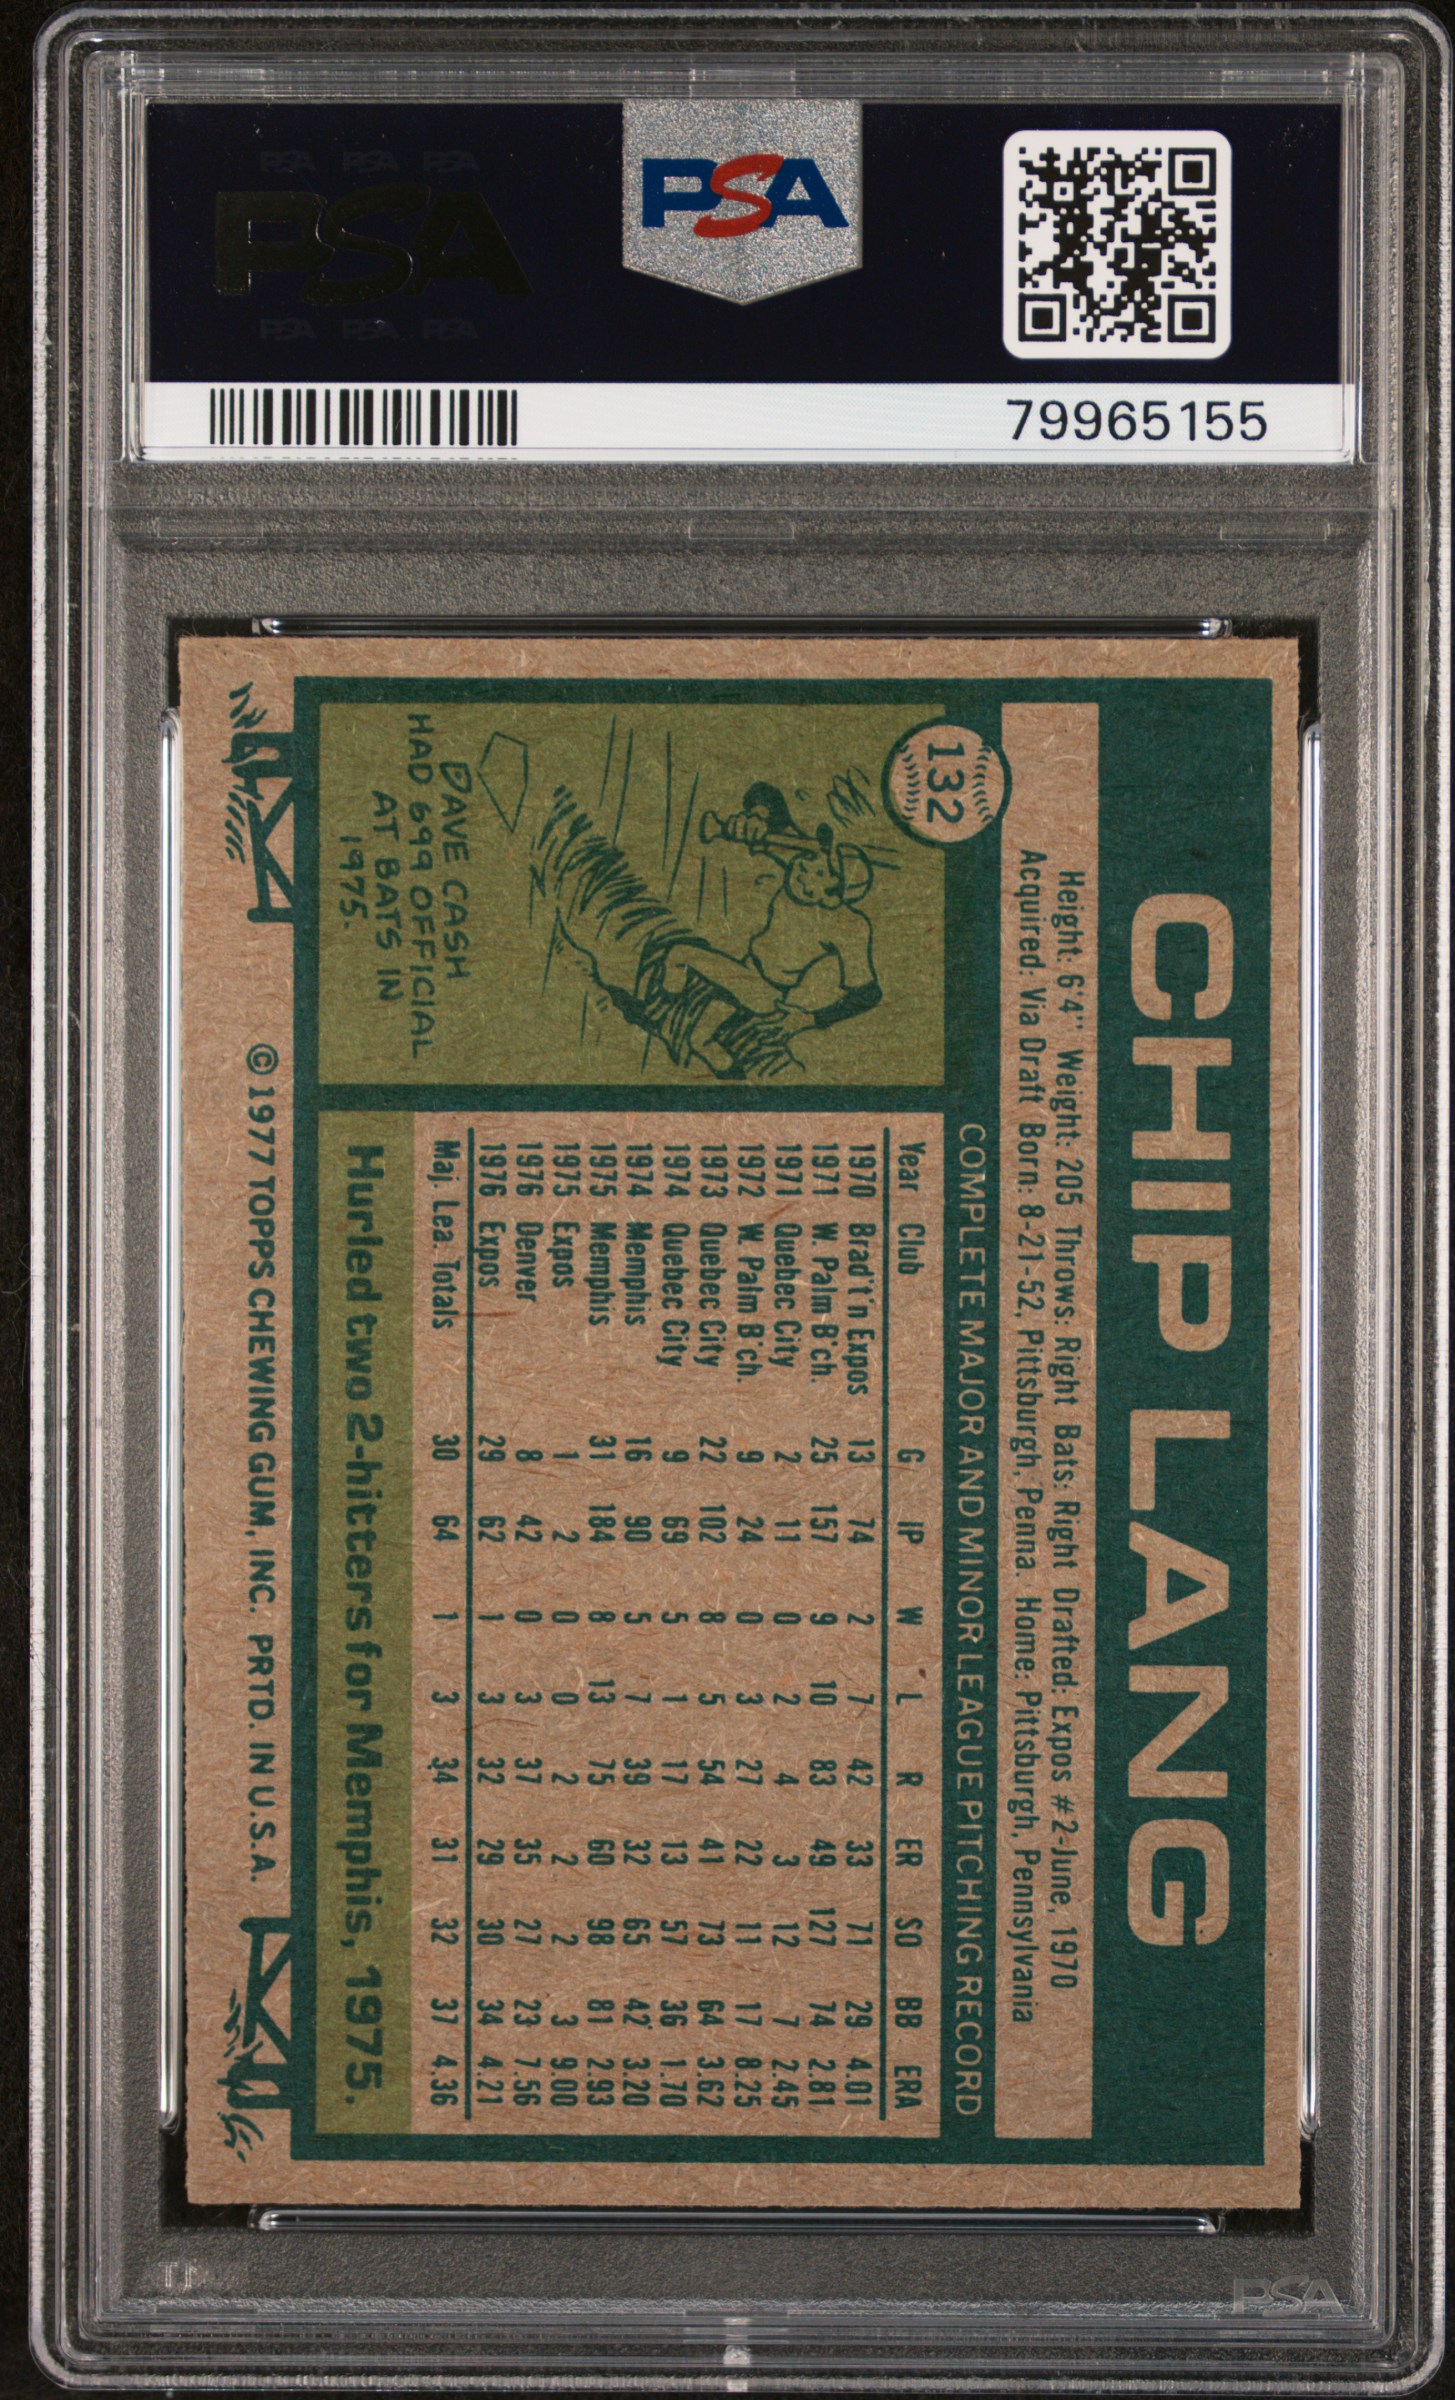 PSA PSA PSA
PSA
PSA PSA PSA
PSA
79965155
CHIP LANG
Height: 6'4" Weight: 205 Throws: Right Bats: Right Drafted: Expos #2-June, 1970
Acquired: Via Draft Born: 8-21-52, Pittsburgh, Penna. Home: Pittsburgh, Pennsylvania
132
COMPLETE MAJOR AND MINOR LEAGUE PITCHING RECORD
DAVE CASH
HAD 699 OFFICIAL
AT BATS IN
1975.
Year Club G IP W L R ER SO BB ERA
1970 Brad't'n Expos 13 74 2 7 42 33 71 29 4.01
1971 W. Palm B'ch. 25 157 9 10 83 49 127 74 2.81
1971 Quebec City 2 11 0 2 4 3 12 7 2.45
1972 W. Palm B'ch. 9 24 0 3 27 22 11 17 8.25
1973 Quebec City 22 102 8 5 54 41 73 64 3.62
1974 Quebec City 9 69 5 1 17 13 57 36 1.70
1974 Memphis 16 90 5 7 39 32 65 42 3.20
1975 Memphis 31 184 8 13 75 60 98 81 2.93
1975 Expos 1 2 0 0 2 2 2 3 9.00
1976 Denver 8 42 0 3 37 35 27 23 7.56
1976 Expos 29 62 1 3 32 29 30 34 4.21
Maj. Lea. Totals 30 64 1 3 34 31 32 37 4.36
Hurled two 2-hitters for Memphis, 1975.
©1977 TOPPS CHEWING GUM, INC. PRTD. IN U.S.A.
PSA